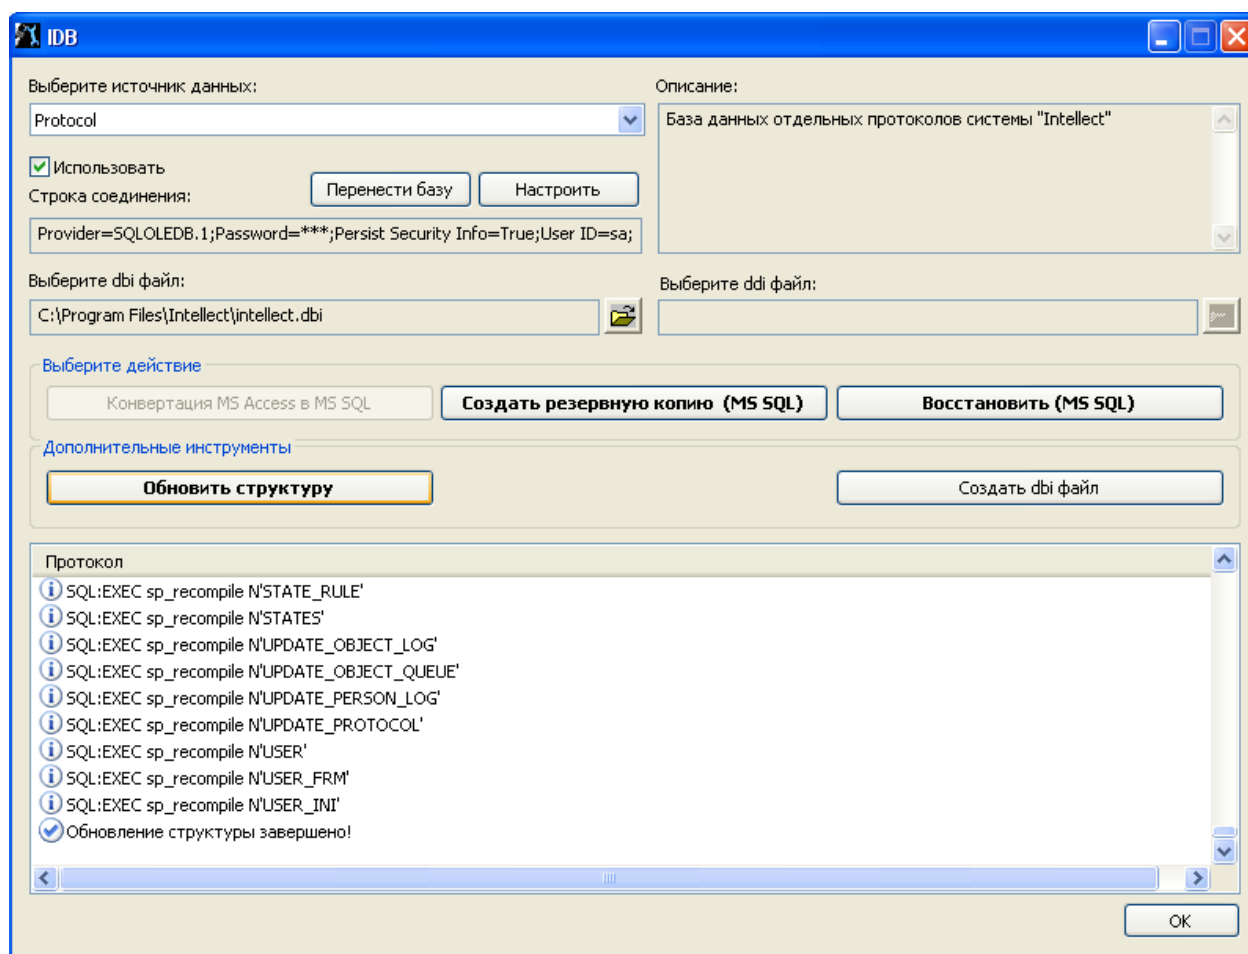 IDB
Выберите источник данных:
Описание:
Protocol
База данных отдельных протоколов системы "Intellect"
Использовать
Строка соединения:
Перенести базу
Настроить
Provider=SQLOLEDB.1;Password=***;Persist Security Info=True;User ID=sa;
Выберите dbi файл:
Выберите ddi файл:
C:\Program Files\Intellect\intellect.dbi
Выберите действие
Конвертация MS Access в MS SQL
Создать резервную копию (MS SQL)
Восстановить (MS SQL)
Дополнительные инструменты
Обновить структуру
Создать dbi файл
Протокол
SQL:EXEC sp_recompile N'STATE_RULE'
SQL:EXEC sp_recompile N'STATES'
SQL:EXEC sp_recompile N'UPDATE_OBJECT_LOG'
SQL:EXEC sp_recompile N'UPDATE_OBJECT_QUEUE'
SQL:EXEC sp_recompile N'UPDATE_PERSON_LOG'
SQL:EXEC sp_recompile N'UPDATE_PROTOCOL'
SQL:EXEC sp_recompile N'USER'
SQL:EXEC sp_recompile N'USER_FRM'
SQL:EXEC sp_recompile N'USER_INI'
Обновление структуры завершено!
OK